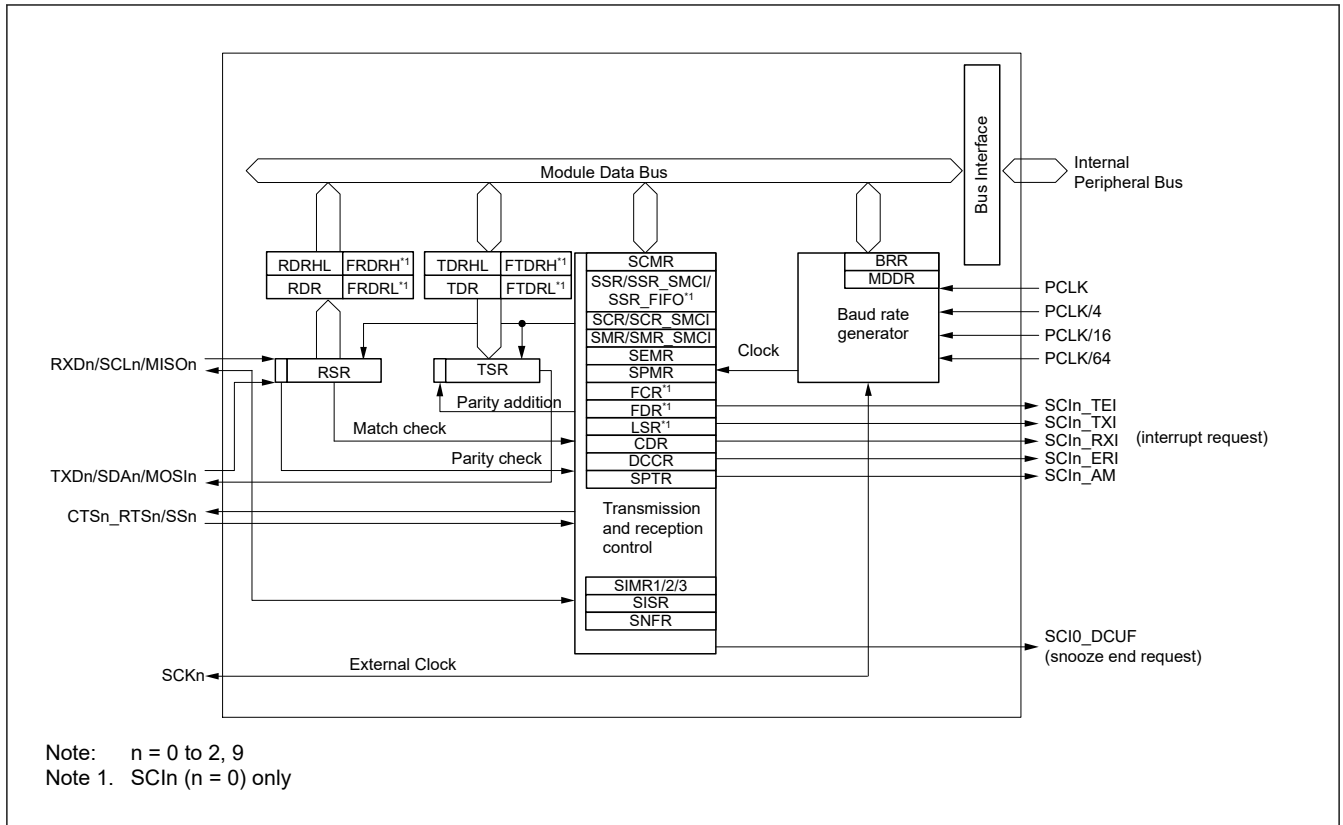 Bus Interface
Module Data Bus
Internal
Peripheral Bus
RDRHL FRDRH*1
RDR FRDRL*1
TDRHL FTDRH*1
TDR FTDRL*1
SCMR
SSR/SSR_SMCI/
SSR_FIFO*1
SCR/SCR_SMCI
SMR/SMR_SMCI
SEMR
SPMR
FCR*1
FDR*1
LSR*1
CDR
DCCR
SPTR
Transmission
and reception
control
SIMR1/2/3
SISR
SNFR
BRR
MDDR
Baud rate
generator
PCLK
PCLK/4
PCLK/16
PCLK/64
Clock
RXDn/SCLn/MISOn
RSR
TSR
Parity addition
Match check
Parity check
TXDn/SDAn/MOSIn
CTSn_RTSn/SSn
SCIn_TEI
SCIn_TXI
SCIn_RXI (interrupt request)
SCIn_ERI
SCIn_AM
SCI0_DCUF
(snooze end request)
External Clock
SCKn
Note: n = 0 to 2, 9
Note 1. SCIn (n = 0) only